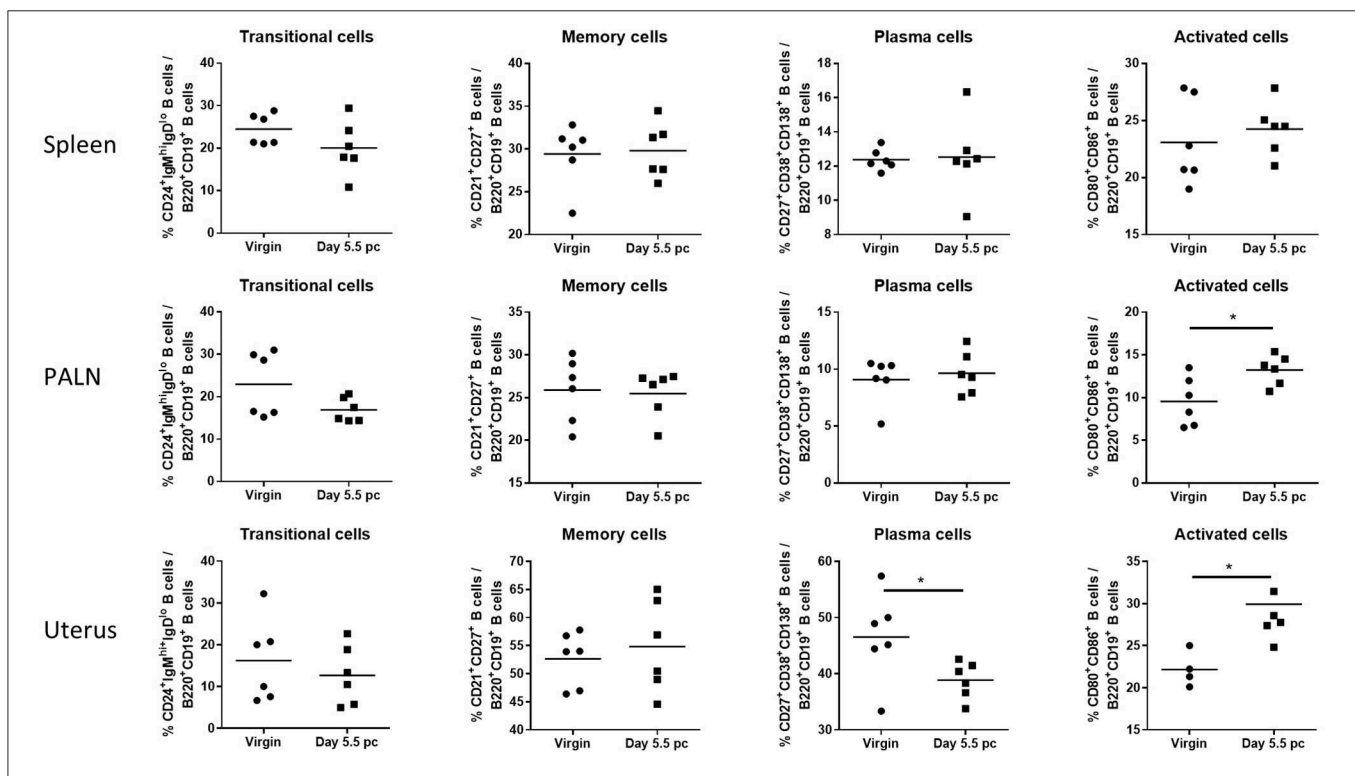 Spleen
Transitional cells
% CD24⁺IgMʰⁱIgDˡᵒ B cells /
B220⁺CD19⁺ B cells
40
30
20
10
0
Virgin
Day 5.5 pc
Memory cells
% CD21⁺CD27⁺ B cells /
B220⁺CD19⁺ B cells
40
35
30
25
20
Virgin
Day 5.5 pc
Plasma cells
% CD27⁺CD38⁺CD138⁺ B cells /
B220⁺CD19⁺ B cells
18
16
14
12
10
8
Virgin
Day 5.5 pc
Activated cells
% CD80⁺CD86⁺ B cells /
B220⁺CD19⁺ B cells
30
25
20
15
Virgin
Day 5.5 pc
PALN
Transitional cells
% CD24⁺IgMʰⁱIgDˡᵒ B cells /
B220⁺CD19⁺ B cells
40
30
20
10
0
Virgin
Day 5.5 pc
Memory cells
% CD21⁺CD27⁺ B cells /
B220⁺CD19⁺ B cells
35
30
25
20
15
Virgin
Day 5.5 pc
Plasma cells
% CD27⁺CD38⁺CD138⁺ B cells /
B220⁺CD19⁺ B cells
15
10
5
0
Virgin
Day 5.5 pc
Activated cells
% CD80⁺CD86⁺ B cells /
B220⁺CD19⁺ B cells
20
15
10
5
0
*
Virgin
Day 5.5 pc
Uterus
Transitional cells
% CD24⁺IgMʰⁱ⁺IgDˡᵒ B cells /
B220⁺CD19⁺ B cells
40
30
20
10
0
Virgin
Day 5.5 pc
Memory cells
% CD21⁺CD27⁺ B cells /
B220⁺CD19⁺ B cells
70
65
60
55
50
45
40
Virgin
Day 5.5 pc
Plasma cells
% CD27⁺CD38⁺CD138⁺ B cells /
B220⁺CD19⁺ B cells
60
50
40
30
*
Virgin
Day 5.5 pc
Activated cells
% CD80⁺CD86⁺ B cells /
B220⁺CD19⁺ B cells
35
30
25
20
15
*
Virgin
Day 5.5 pc